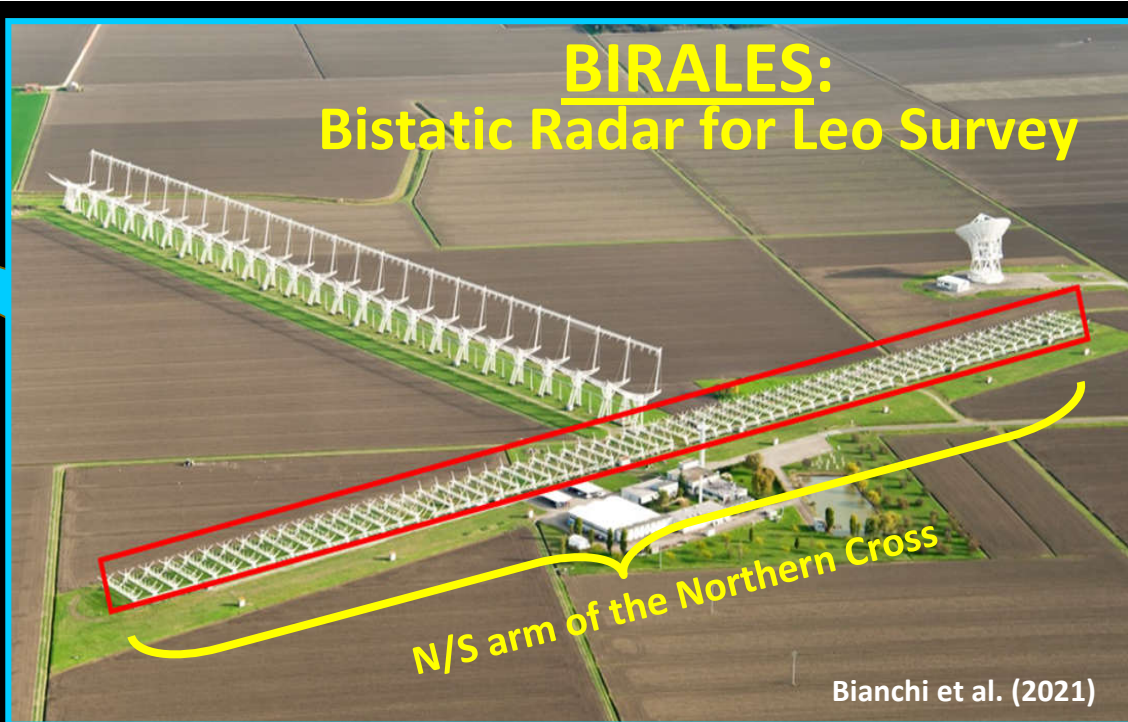 BIRALES:
Bistatic Radar for Leo Survey
N/S arm of the Northern Cross
Bianchi et al. (2021)